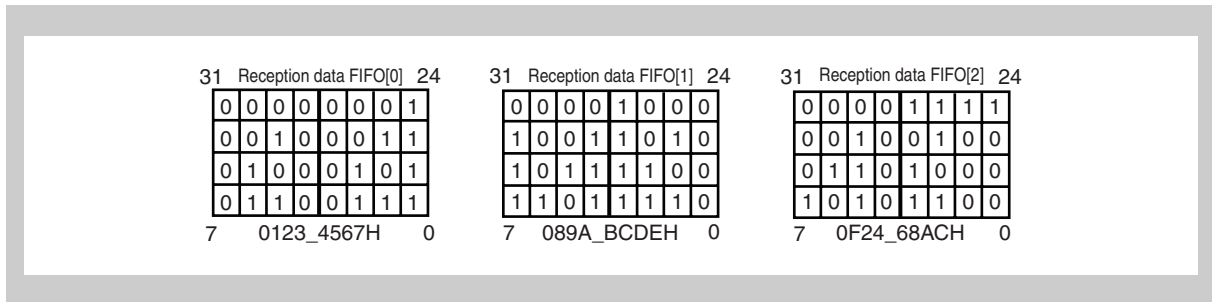 31 Reception data FIFO[0] 24 31 Reception data FIFO[1] 24 31 Reception data FIFO[2] 24
0 0 0 0 0 0 0 1 0 0 0 0 1 0 0 0 0 0 0 0 1 1 1 1
0 0 1 0 0 0 1 1 1 0 0 1 1 0 1 0 0 0 1 0 0 1 0 0
0 1 0 0 0 1 0 1 1 0 1 1 1 1 0 0 0 1 1 0 1 0 0 0
0 1 1 0 0 1 1 1 1 1 0 1 1 1 1 0 1 0 1 0 1 1 0 0
7 0123_4567H 0 7 089A_BCDEH 0 7 0F24_68ACH 0